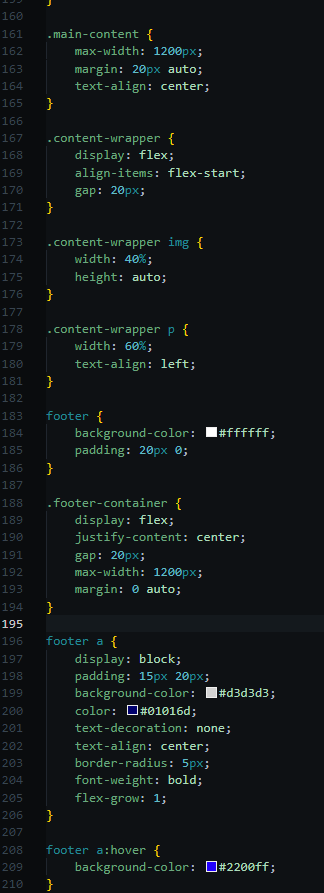 159 }
160
161 .main-content {
162 max-width: 1200px;
163 margin: 20px auto;
164 text-align: center;
165 }
166
167 .content-wrapper {
168 display: flex;
169 align-items: flex-start;
170 gap: 20px;
171 }
172
173 .content-wrapper img {
174 width: 40%;
175 height: auto;
176 }
177
178 .content-wrapper p {
179 width: 60%;
180 text-align: left;
181 }
182
183 footer {
184 background-color: #ffffff;
185 padding: 20px 0;
186 }
187
188 .footer-container {
189 display: flex;
190 justify-content: center;
191 gap: 20px;
192 max-width: 1200px;
193 margin: 0 auto;
194 }
195
196 footer a {
197 display: block;
198 padding: 15px 20px;
199 background-color: #d3d3d3;
200 color: #01016d;
201 text-decoration: none;
202 text-align: center;
203 border-radius: 5px;
204 font-weight: bold;
205 flex-grow: 1;
206 }
207
208 footer a:hover {
209 background-color: #2200ff;
210 }